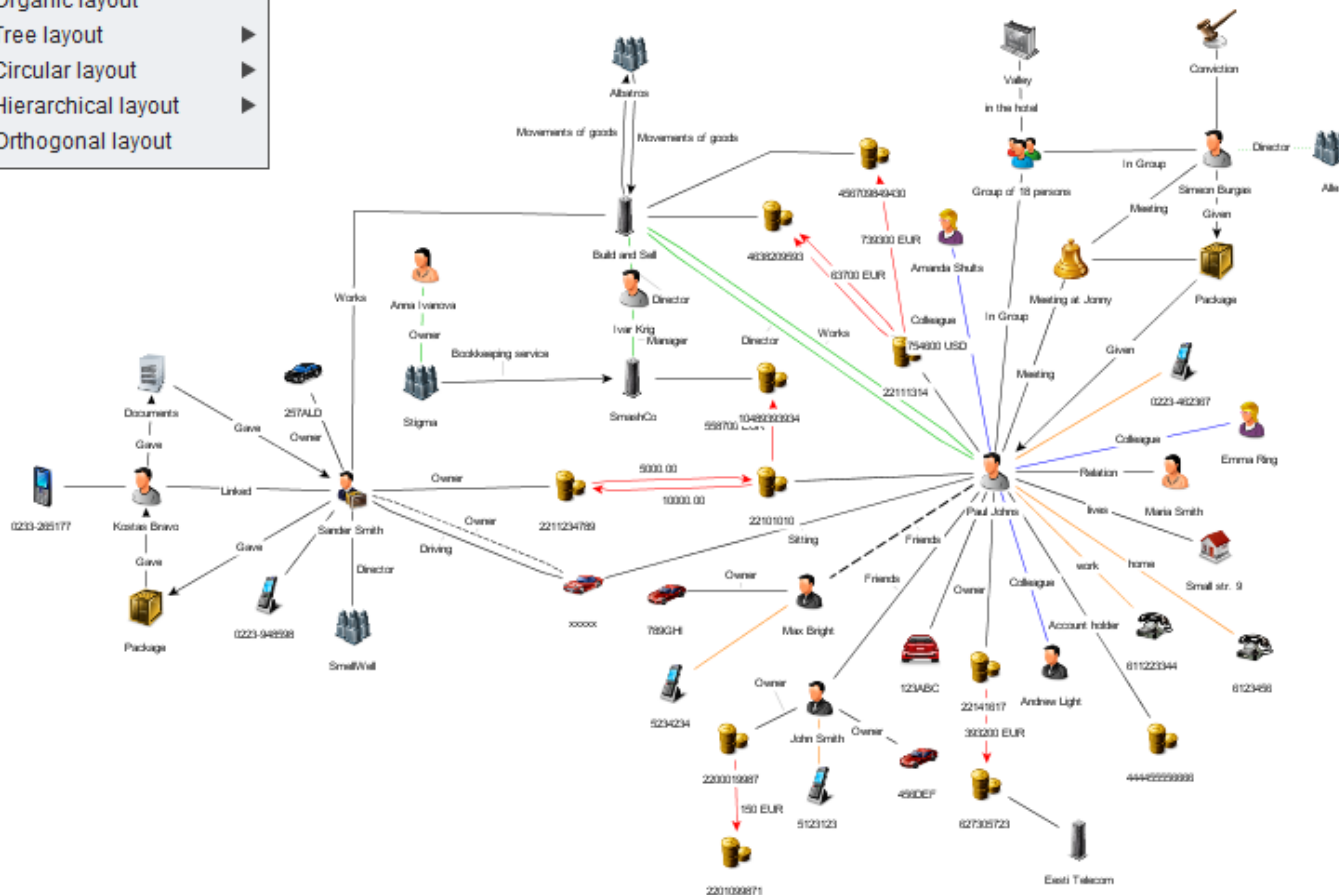 Organic layout
Tree layout
Circular layout
Hierarchical layout
Orthogonal layout
Albatros
Movements of goods
Movements of goods
Valley
in the hotel
Conviction
In Group
Director
Group of 18 persons
Simeon Burgas
Meeting
Given
456709849430
Build and Sell
4638209593
739300 EUR
63700 EUR
Amanda Shults
Meeting at Jonny
Package
Works
Anna Ivanova
Owner
Director
Ivar Krig
Manager
Director
Works
Colleague
754600 USD
In Group
Given
Bookkeeping service
Meeting
22111314
0223-462367
Documents
257ALD
Stigma
SmashCo
10489393934
Gave
Gave
Owner
Colleague
Emma Ring
Linked
Owner
5000.00
10000.00
Relation
0233-265177
Kostas Bravo
Sander Smith
2211234789
22101010
Paul Johns
Maria Smith
lives
Owner
Driving
Sitting
Friends
Gave
Gave
Director
Friends
Owner
Owner
Colleague
work
home
Small str. 9
Package
0223-948598
xxxxx
789GHI
Max Bright
Account holder
611223344
6123456
SmellWell
5234234
Owner
123ABC
22141617
Andrew Light
John Smith
Owner
393200 EUR
2200019987
456DEF
150 EUR
5123123
627305723
2201099871
Easti Telecom